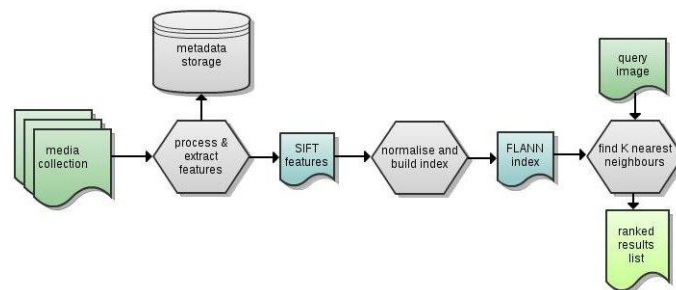 metadata
storage
query
image
media
collection
process &
extract
features
SIFT
features
normalise and
build index
FLANN
index
find K nearest
neighbours
ranked
results
list